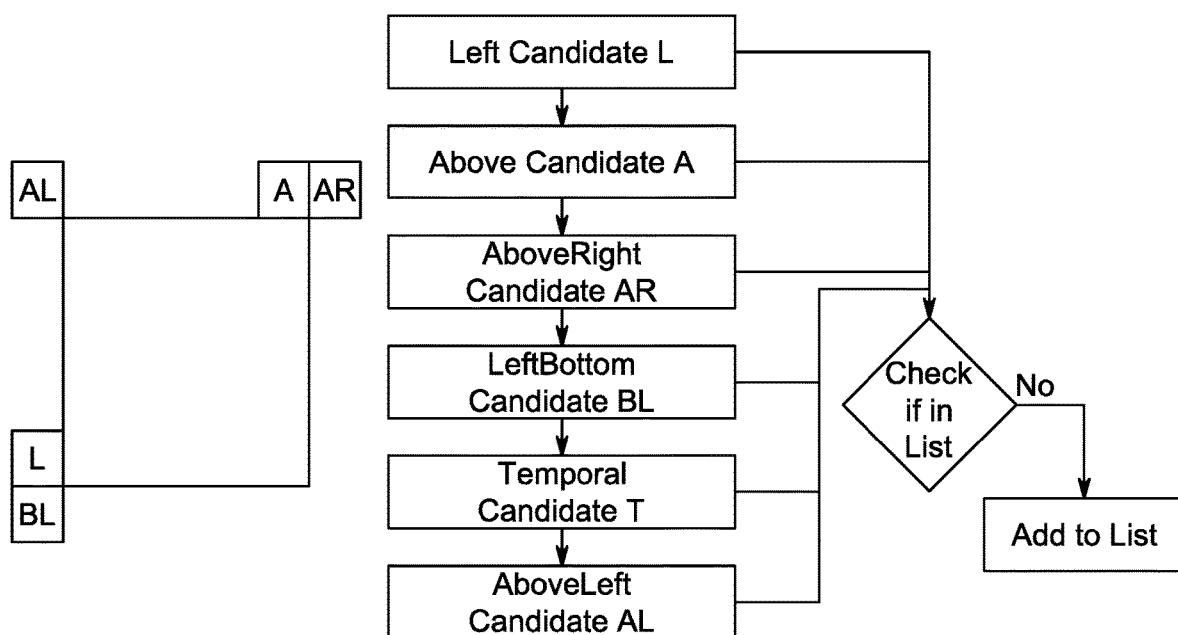 AL
A
AR
L
BL
Left Candidate L
Above Candidate A
AboveRight
Candidate AR
LeftBottom
Candidate BL
Temporal
Candidate T
AboveLeft
Candidate AL
Check
if in
List
No
Add to List